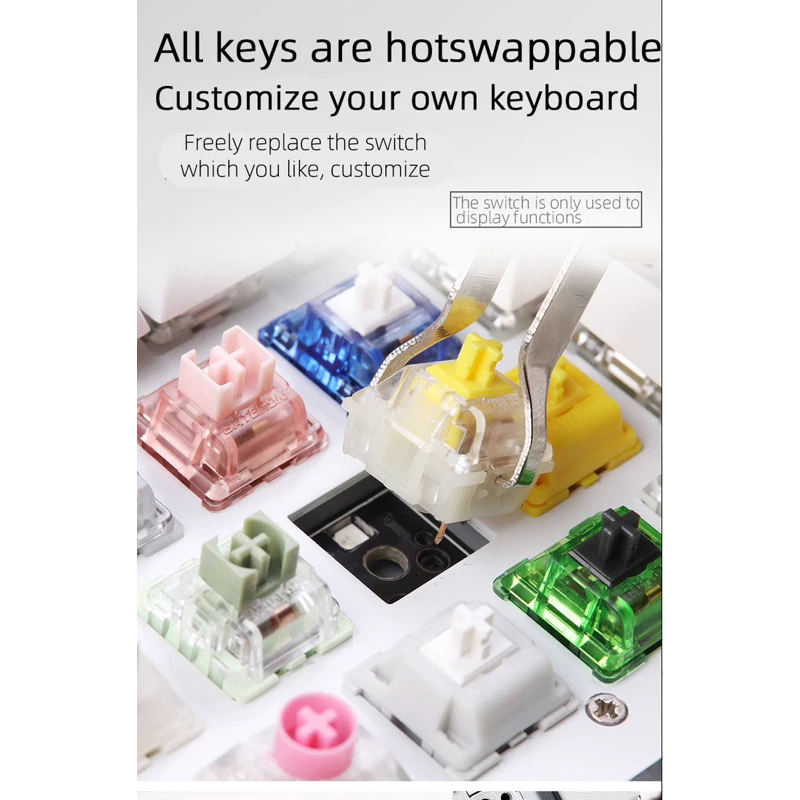 All keys are hotswappable
Customize your own keyboard
Freely replace the switch
which you like, customize
The switch is only used to
display functions